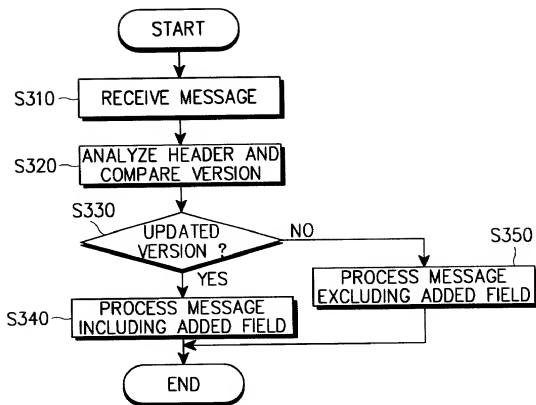 START
S310
RECEIVE MESSAGE
S320
ANALYZE HEADER AND
COMPARE VERSION
S330
UPDATED
VERSION ?
NO
YES
S350
PROCESS MESSAGE
EXCLUDING ADDED FIELD
S340
PROCESS MESSAGE
INCLUDING ADDED FIELD
END